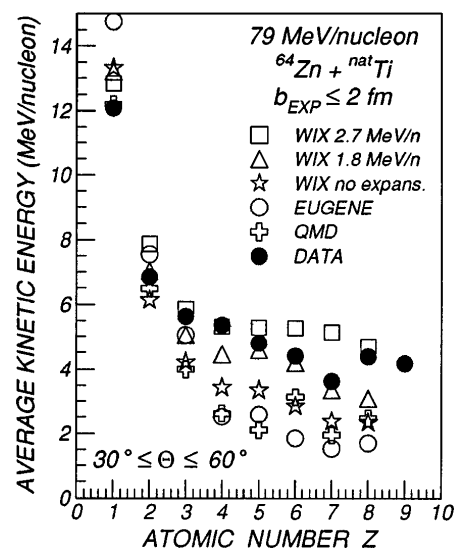 79 MeV/nucleon
64Zn + natTi
bEXP ≤ 2 fm
WIX 2.7 MeV/n
WIX 1.8 MeV/n
WIX no expans.
EUGENE
QMD
DATA
30° ≤ Θ ≤ 60°
AVERAGE KINETIC ENERGY (MeV/nucleon)
14
12
10
8
6
4
2
0
0 1 2 3 4 5 6 7 8 9 10
ATOMIC NUMBER Z